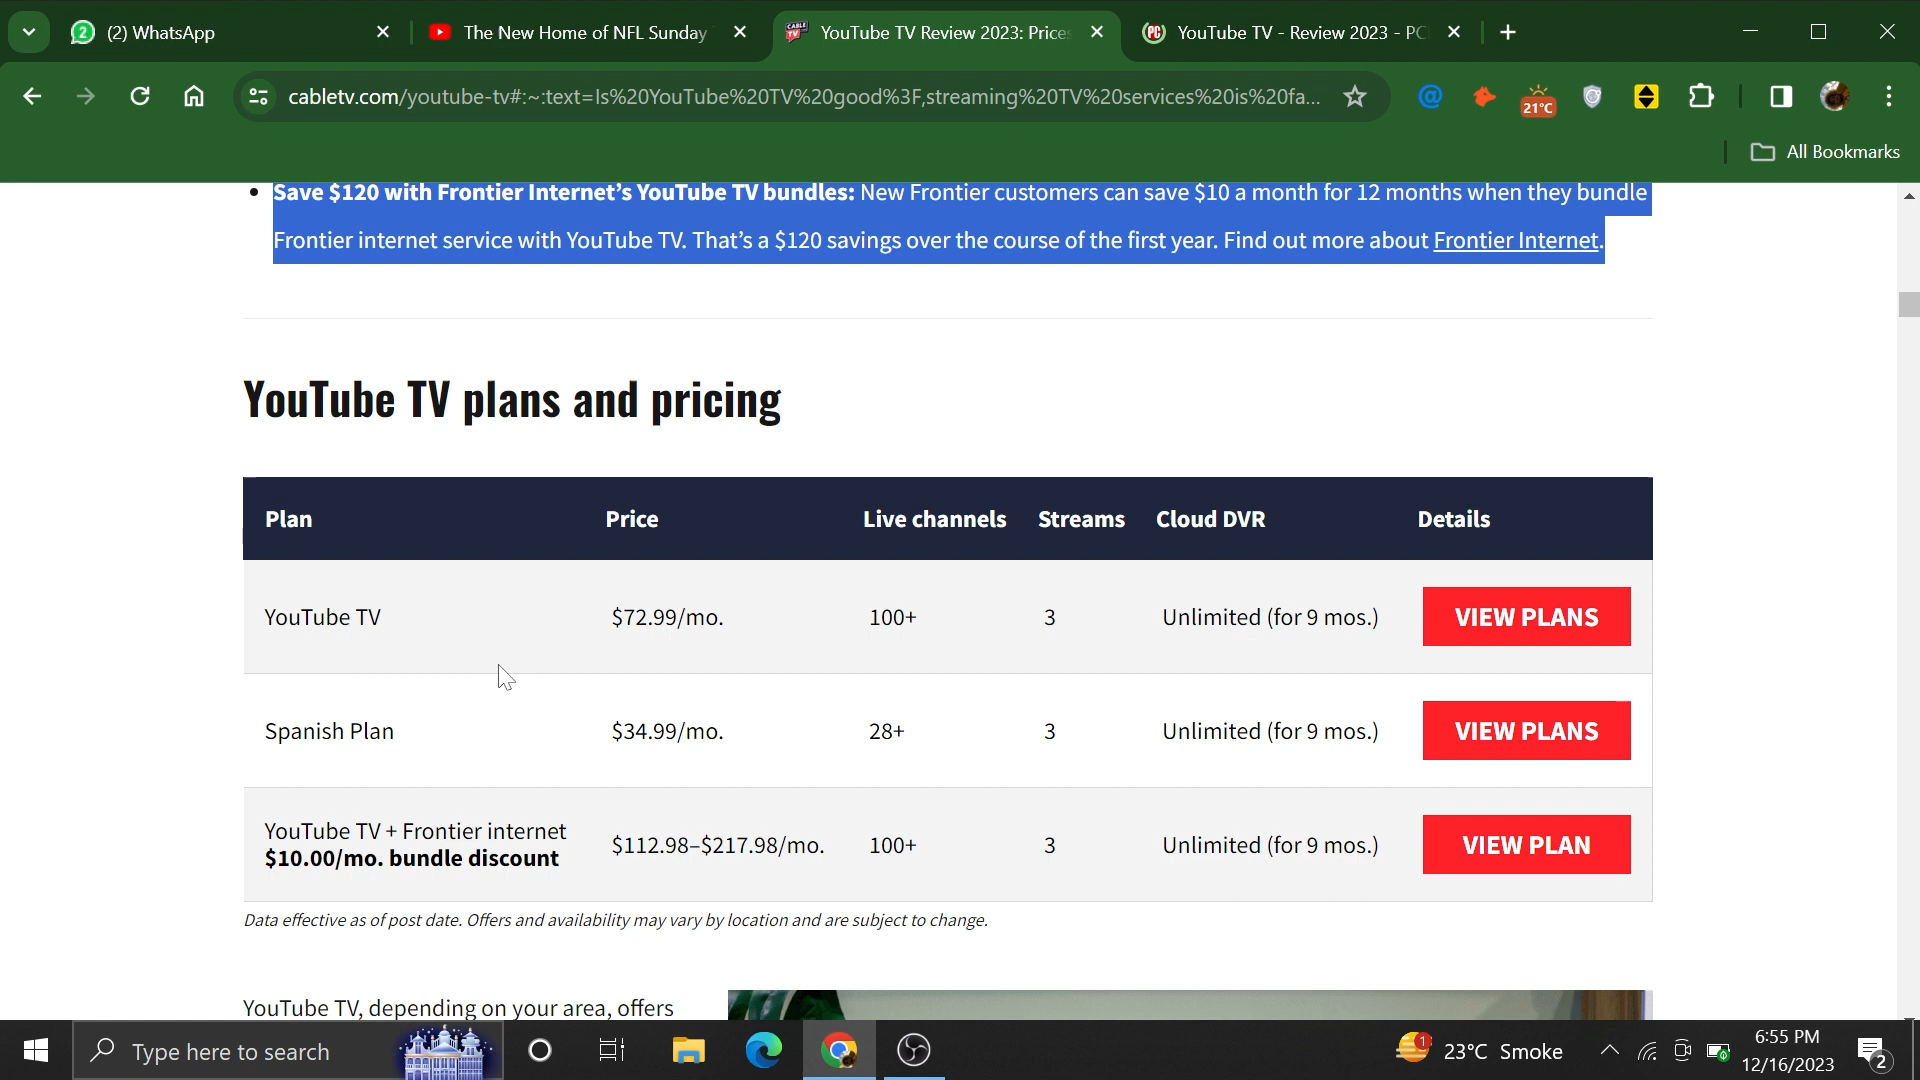 (2) WhatsApp
The New Home of NFL Sunday
YouTube TV Review 2023: Prices
YouTube TV - Review 2023 - PC
cabletv.com/youtube-tv#:~:text=Is%20YouTube%20TV%20good%3F,streaming%20TV%20services%20is%20fa...
21°C
All Bookmarks
Save $120 with Frontier Internet’s YouTube TV bundles: New Frontier customers can save $10 a month for 12 months when they bundle
Frontier internet service with YouTube TV. That’s a $120 savings over the course of the first year. Find out more about Frontier Internet.
YouTube TV plans and pricing
Plan Price Live channels Streams Cloud DVR Details
YouTube TV $72.99/mo. 100+ 3 Unlimited (for 9 mos.) VIEW PLANS
Spanish Plan $34.99/mo. 28+ 3 Unlimited (for 9 mos.) VIEW PLANS
YouTube TV + Frontier internet
$10.00/mo. bundle discount $112.98–$217.98/mo. 100+ 3 Unlimited (for 9 mos.) VIEW PLAN
Data effective as of post date. Offers and availability may vary by location and are subject to change.
YouTube TV, depending on your area, offers
Type here to search
1
23°C Smoke
6:55 PM
12/16/2023
2